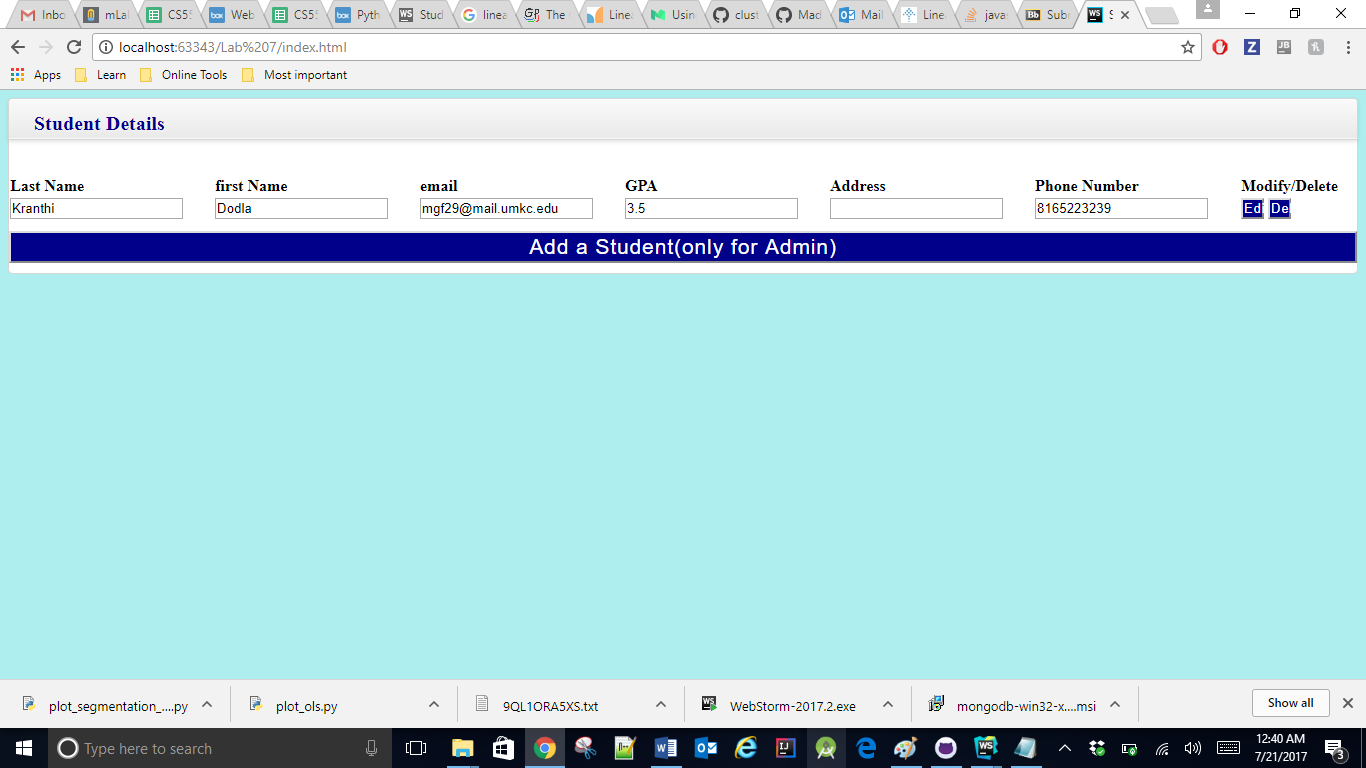 Inbo mLal CS5 Web CS5 Pyth Stud linea The Linea Usin clust Mad Mail Line java Bb Sub S
localhost:63343/Lab%207/index.html
Apps Learn Online Tools Most important
Student Details
Last Name first Name email GPA Address Phone Number Modify/Delete
Kranthi Dodla mgf29@mail.umkc.edu 3.5 8165223239 Ed De
Add a Student(only for Admin)
plot_segmentation_....py plot_ols.py 9QL1ORA5XS.txt WebStorm-2017.2.exe mongodb-win32-x....msi Show all
Type here to search
12:40 AM
7/21/2017
3